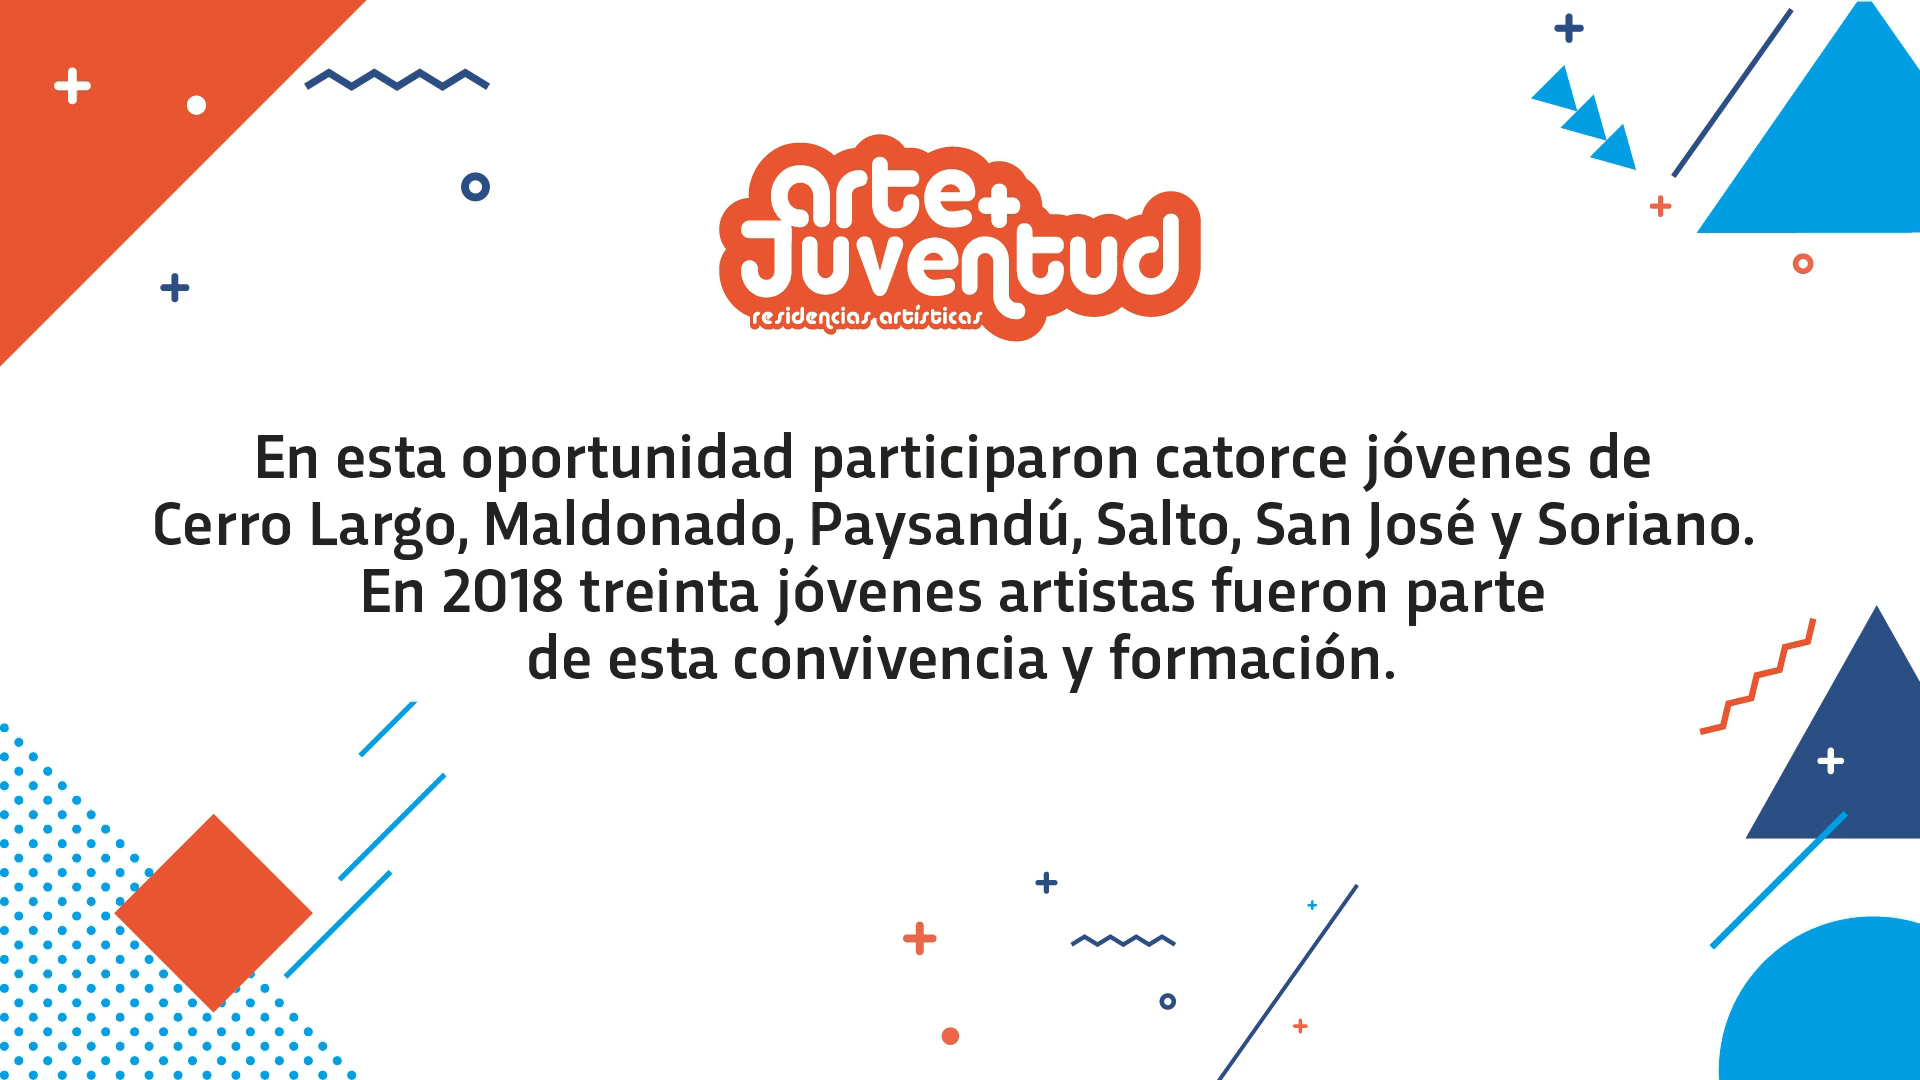 arte+
Juventud
residencias artísticas
En esta oportunidad participaron catorce jóvenes de
Cerro Largo, Maldonado, Paysandú, Salto, San José y Soriano.
En 2018 treinta jóvenes artistas fueron parte
de esta convivencia y formación.